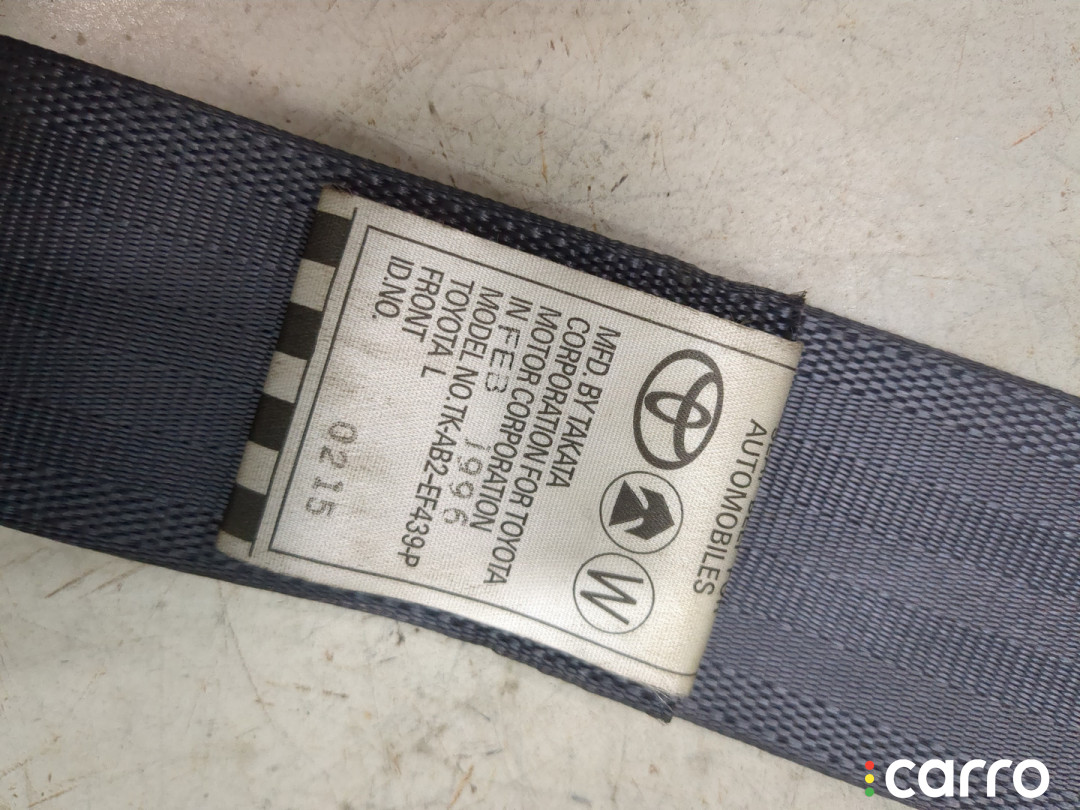 AUTOMOBILES
W
MFD. BY TAKATA
CORPORATION FOR TOYOTA
MOTOR CORPORATION
IN FEB 1996
MODEL NO.TK-AB2-EF439-P
TOYOTA L
FRONT
ID.NO.
0215
carro